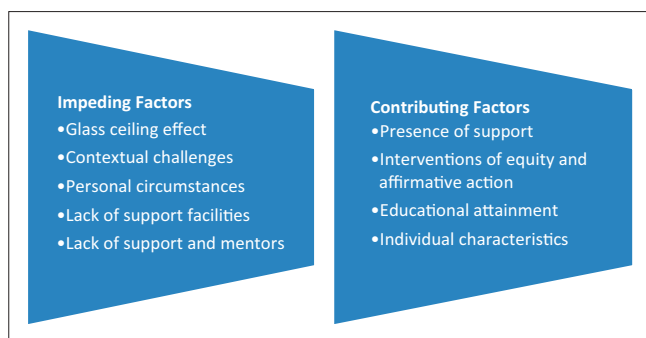 Impeding Factors
•Glass ceiling effect
•Contextual challenges
•Personal circumstances
•Lack of support facilities
•Lack of support and mentors
Contributing Factors
•Presence of support
•Interventions of equity and
affirmative action
•Educational attainment
•Individual characteristics